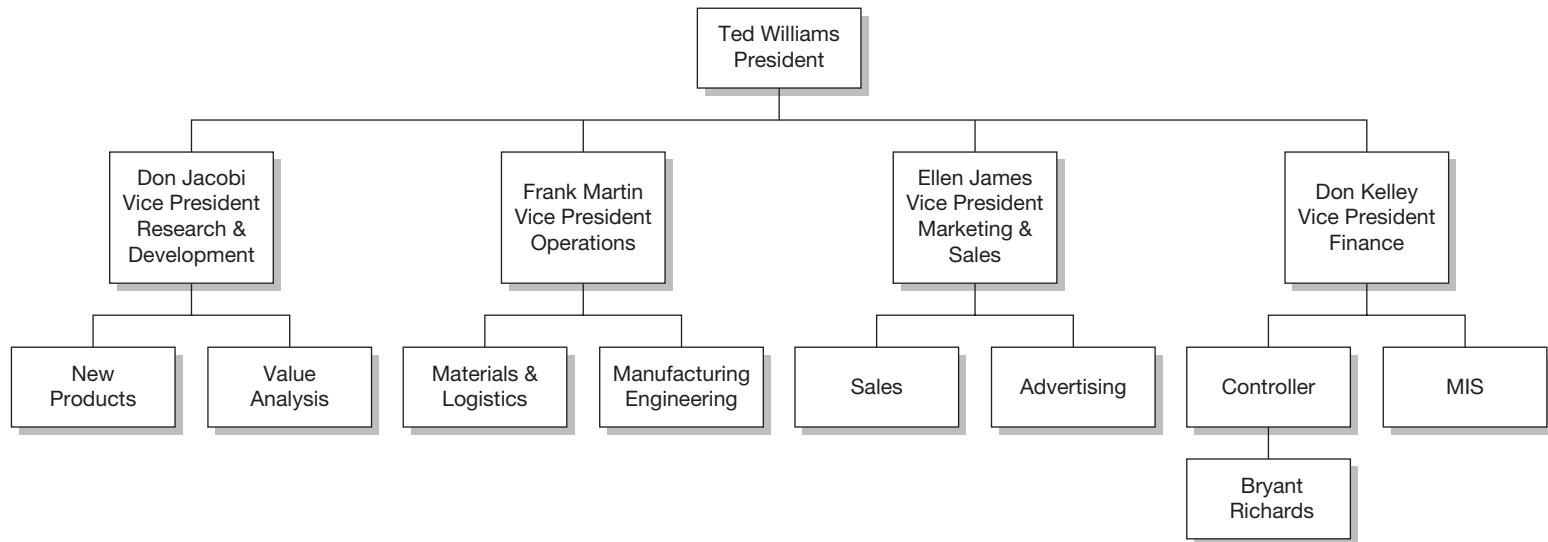 Ted Williams
President
Don Jacobi
Vice President
Research &
Development
Frank Martin
Vice President
Operations
Ellen James
Vice President
Marketing &
Sales
Don Kelley
Vice President
Finance
New
Products
Value
Analysis
Materials &
Logistics
Manufacturing
Engineering
Sales
Advertising
Controller
MIS
Bryant
Richards